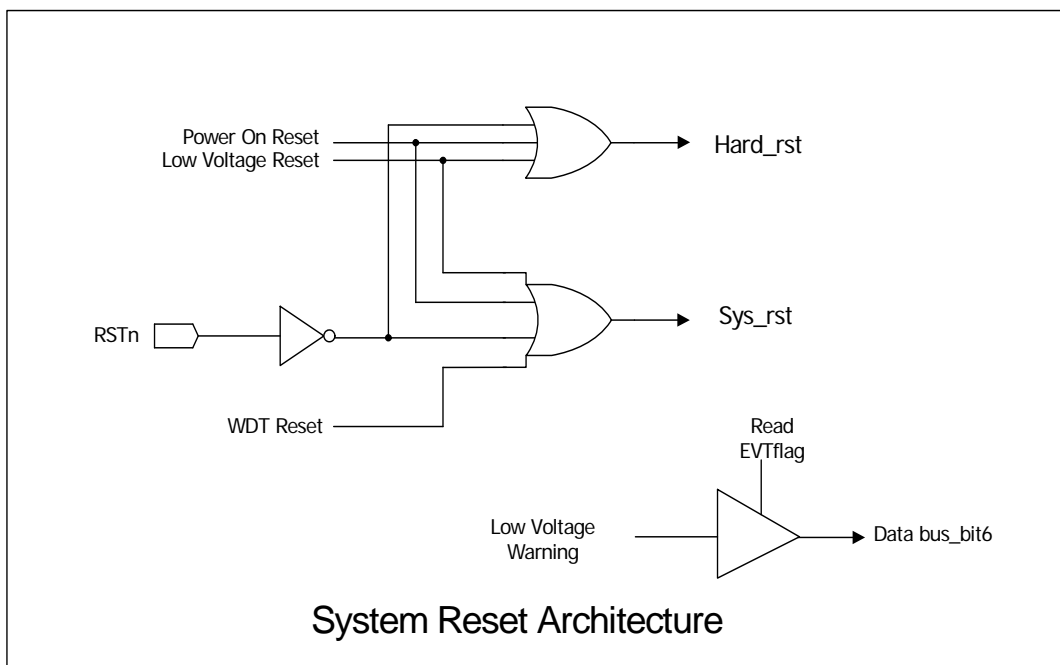 Power On Reset
Low Voltage Reset
Hard_rst
RSTn
Sys_rst
WDT Reset
Read
EVTflag
Low Voltage
Warning
Data bus_bit6
System Reset Architecture